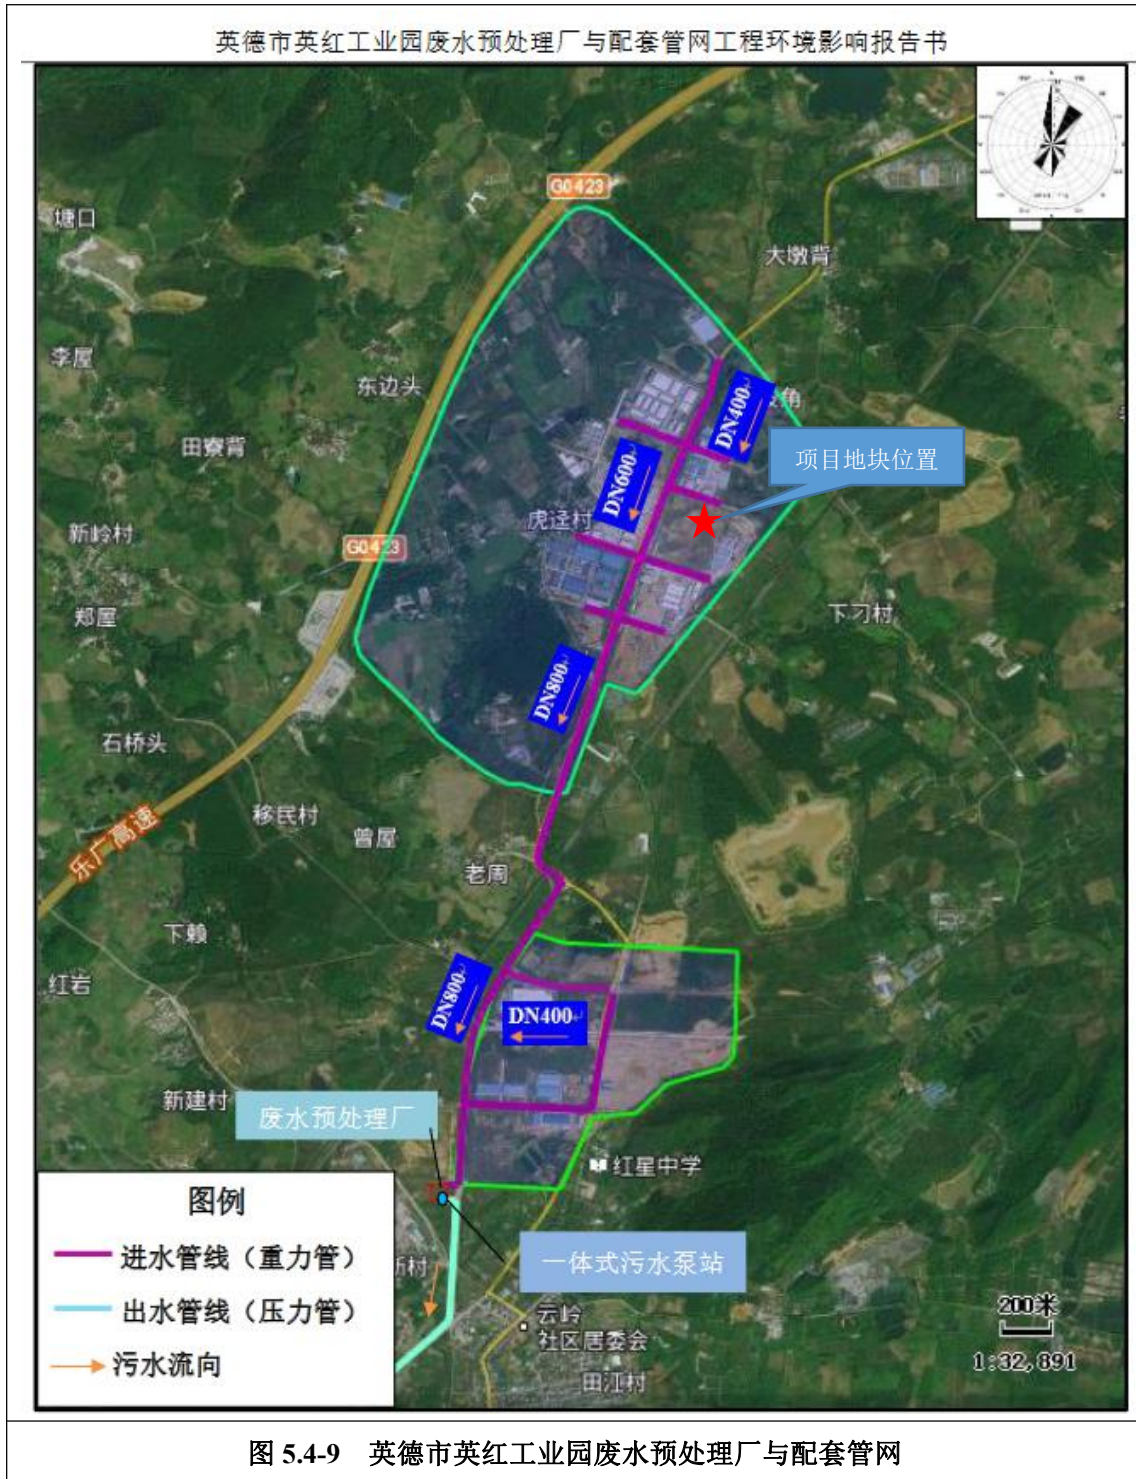 英德市英红工业园废水预处理厂与配套管网工程环境影响报告书
G0423
塘口
大墩背
李屋
东边头
DN400
角
田寮背
项目地块位置
DN600
虎迳村
新岭村
G0423
郑屋
下刁村
DN800
石桥头
移民村
曾屋
乐广高速
老周
下赖
红岩
DN800
DN400
新建村
废水预处理厂
红星中学
图例
进水管线（重力管）
一体式污水泵站
新村
出水管线（压力管）
云岭
社区居委会
200米
污水流向
1:32,891
田江村
图 5.4-9 英德市英红工业园废水预处理厂与配套管网